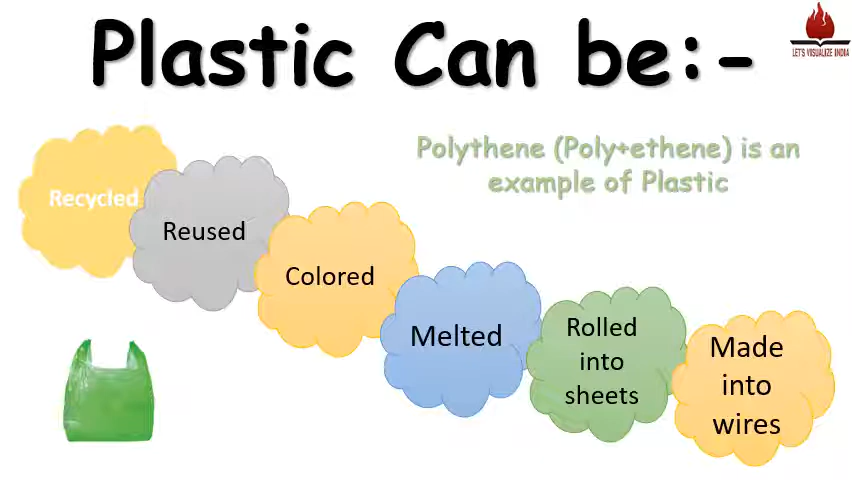 Plastic Can be:-
LET'S VISUALIZE INDIA
Polythene (Poly+ethene) is an
example of Plastic
Recycled
Reused
Colored
Melted
Rolled
into
sheets
Made
into
wires